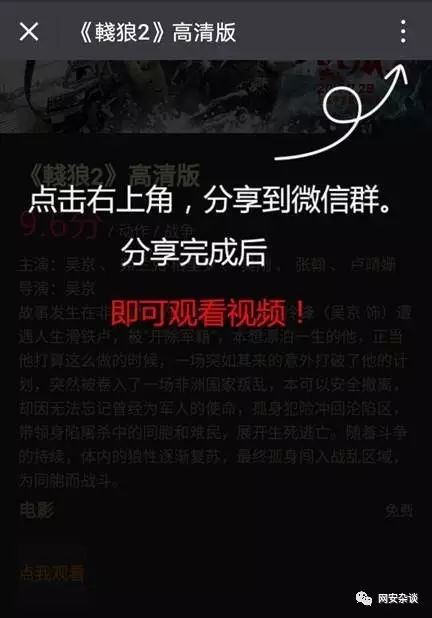 《輚狼2》高清版
《輚狼2》高清版
点击右上角，分享到微信群。
9.6分 / 动作 / 战争
分享完成后
主演：吴京 、 张翰 、 卢靖姗
导演：吴京
即可观看视频！
故事发生在非 锋（吴京 饰）遭
遇人生滑铁卢，被“开除军籍”，本想漂泊一生的他，正当
他打算这么做的时候，一场突如其来的意外打破了他的计
划，突然被卷入了一场非洲国家叛乱，本可以安全撤离，
却因无法忘记曾经为军人的使命，孤身犯险冲回沦陷区，
带领身陷屠杀中的同胞和难民，展开生死逃亡。随着斗争
的持续，体内的狼性逐渐复苏，最终孤身闯入战乱区域，
为同胞而战斗。
电影 免费
点我观看
网安杂谈